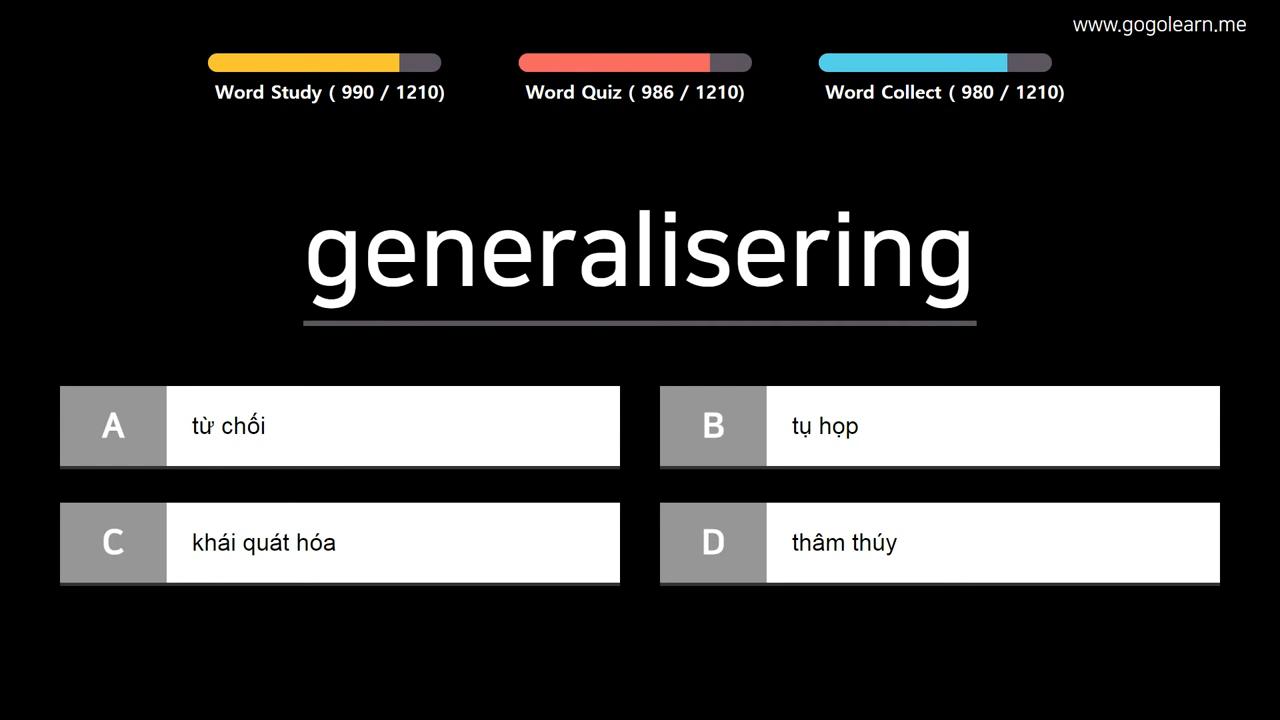 www.gogolearn.me
Word Study ( 990 / 1210)
Word Quiz ( 986 / 1210)
Word Collect ( 980 / 1210)
generalisering
A từ chối
B tụ họp
C khái quát hóa
D thâm thúy